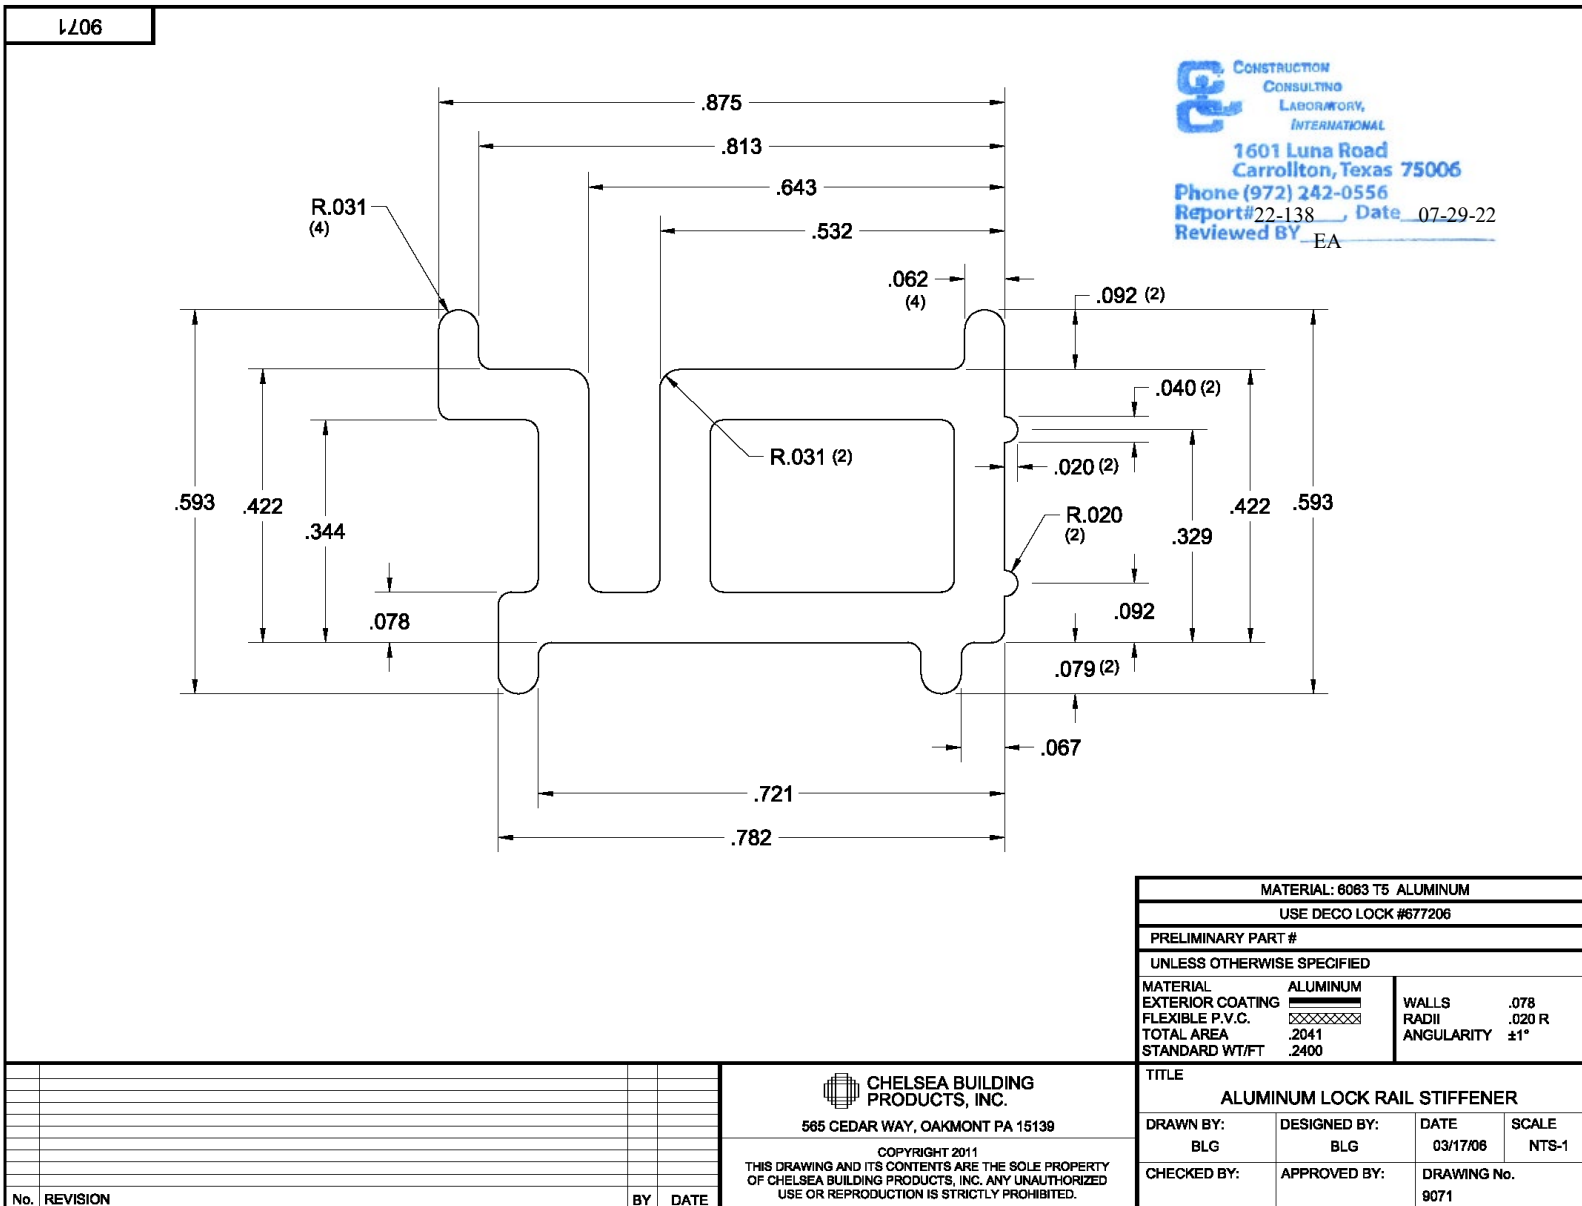 9071
CONSTRUCTION
CONSULTING
LABORATORY,
INTERNATIONAL
1601 Luna Road
Carrollton, Texas 75006
Phone (972) 242-0556
Report# 22-138 , Date 07-29-22
Reviewed BY EA
.875
.813
.643
.532
R.031
(4)
.062
(4)
.092 (2)
.040 (2)
R.031 (2)
.020 (2)
R.020
(2)
.593
.422
.344
.078
.329
.422
.593
.092
.079 (2)
.067
.721
.782
MATERIAL: 6063 T5 ALUMINUM
USE DECO LOCK #677206
PRELIMINARY PART #
UNLESS OTHERWISE SPECIFIED
MATERIAL ALUMINUM
EXTERIOR COATING
FLEXIBLE P.V.C.
TOTAL AREA .2041
STANDARD WT/FT .2400
WALLS .078
RADII .020 R
ANGULARITY ±1°
TITLE
ALUMINUM LOCK RAIL STIFFENER
DRAWN BY: DESIGNED BY: DATE SCALE
BLG BLG 03/17/06 NTS-1
CHECKED BY: APPROVED BY: DRAWING No.
9071
CHELSEA BUILDING
PRODUCTS, INC.
565 CEDAR WAY, OAKMONT PA 15139
COPYRIGHT 2011
THIS DRAWING AND ITS CONTENTS ARE THE SOLE PROPERTY
OF CHELSEA BUILDING PRODUCTS, INC. ANY UNAUTHORIZED
USE OR REPRODUCTION IS STRICTLY PROHIBITED.
No. REVISION BY DATE